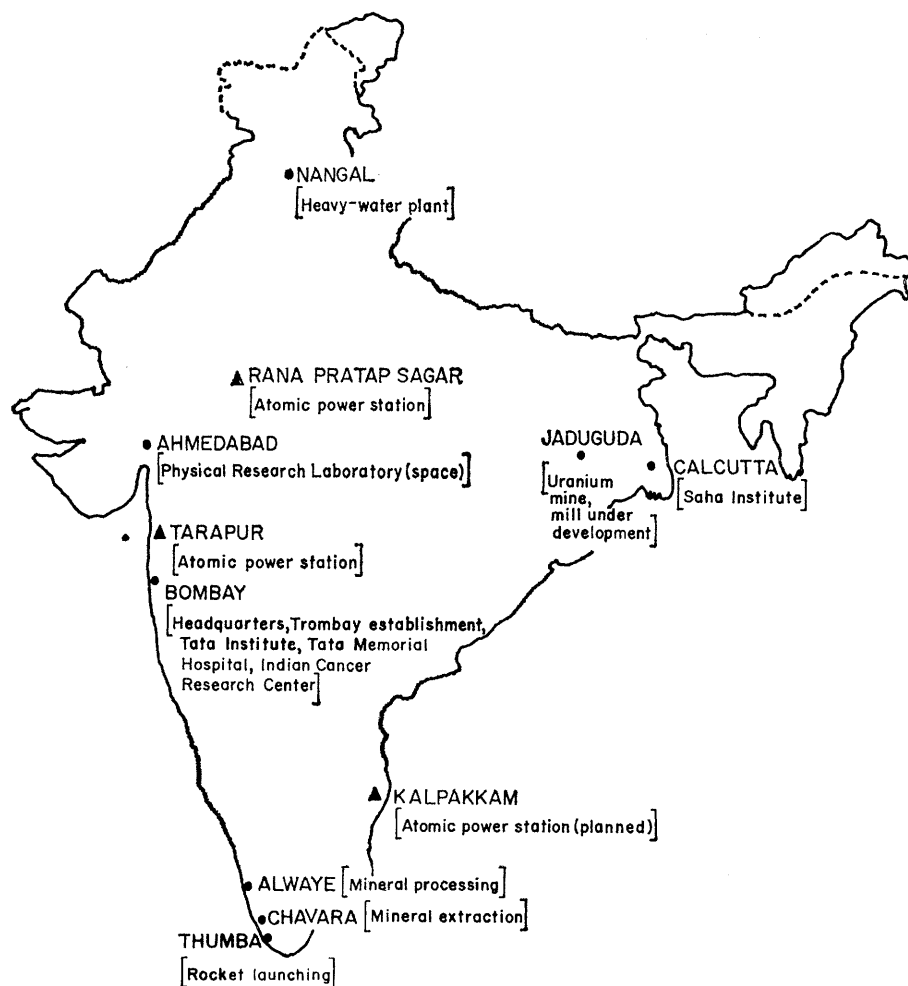 NANGAL
[Heavy-water plant]
RANA PRATAP SAGAR
[Atomic power station]
AHMEDABAD
[Physical Research Laboratory (space)]
JADUGUDA
[Uranium
mine,
mill under
development]
CALCUTTA
[Saha Institute]
TARAPUR
[Atomic power station]
BOMBAY
[Headquarters, Trombay establishment,
Tata Institute, Tata Memorial
Hospital, Indian Cancer
Research Center]
KALPAKKAM
[Atomic power station (planned)]
ALWAYE [Mineral processing]
CHAVARA [Mineral extraction]
THUMBA
[Rocket launching]